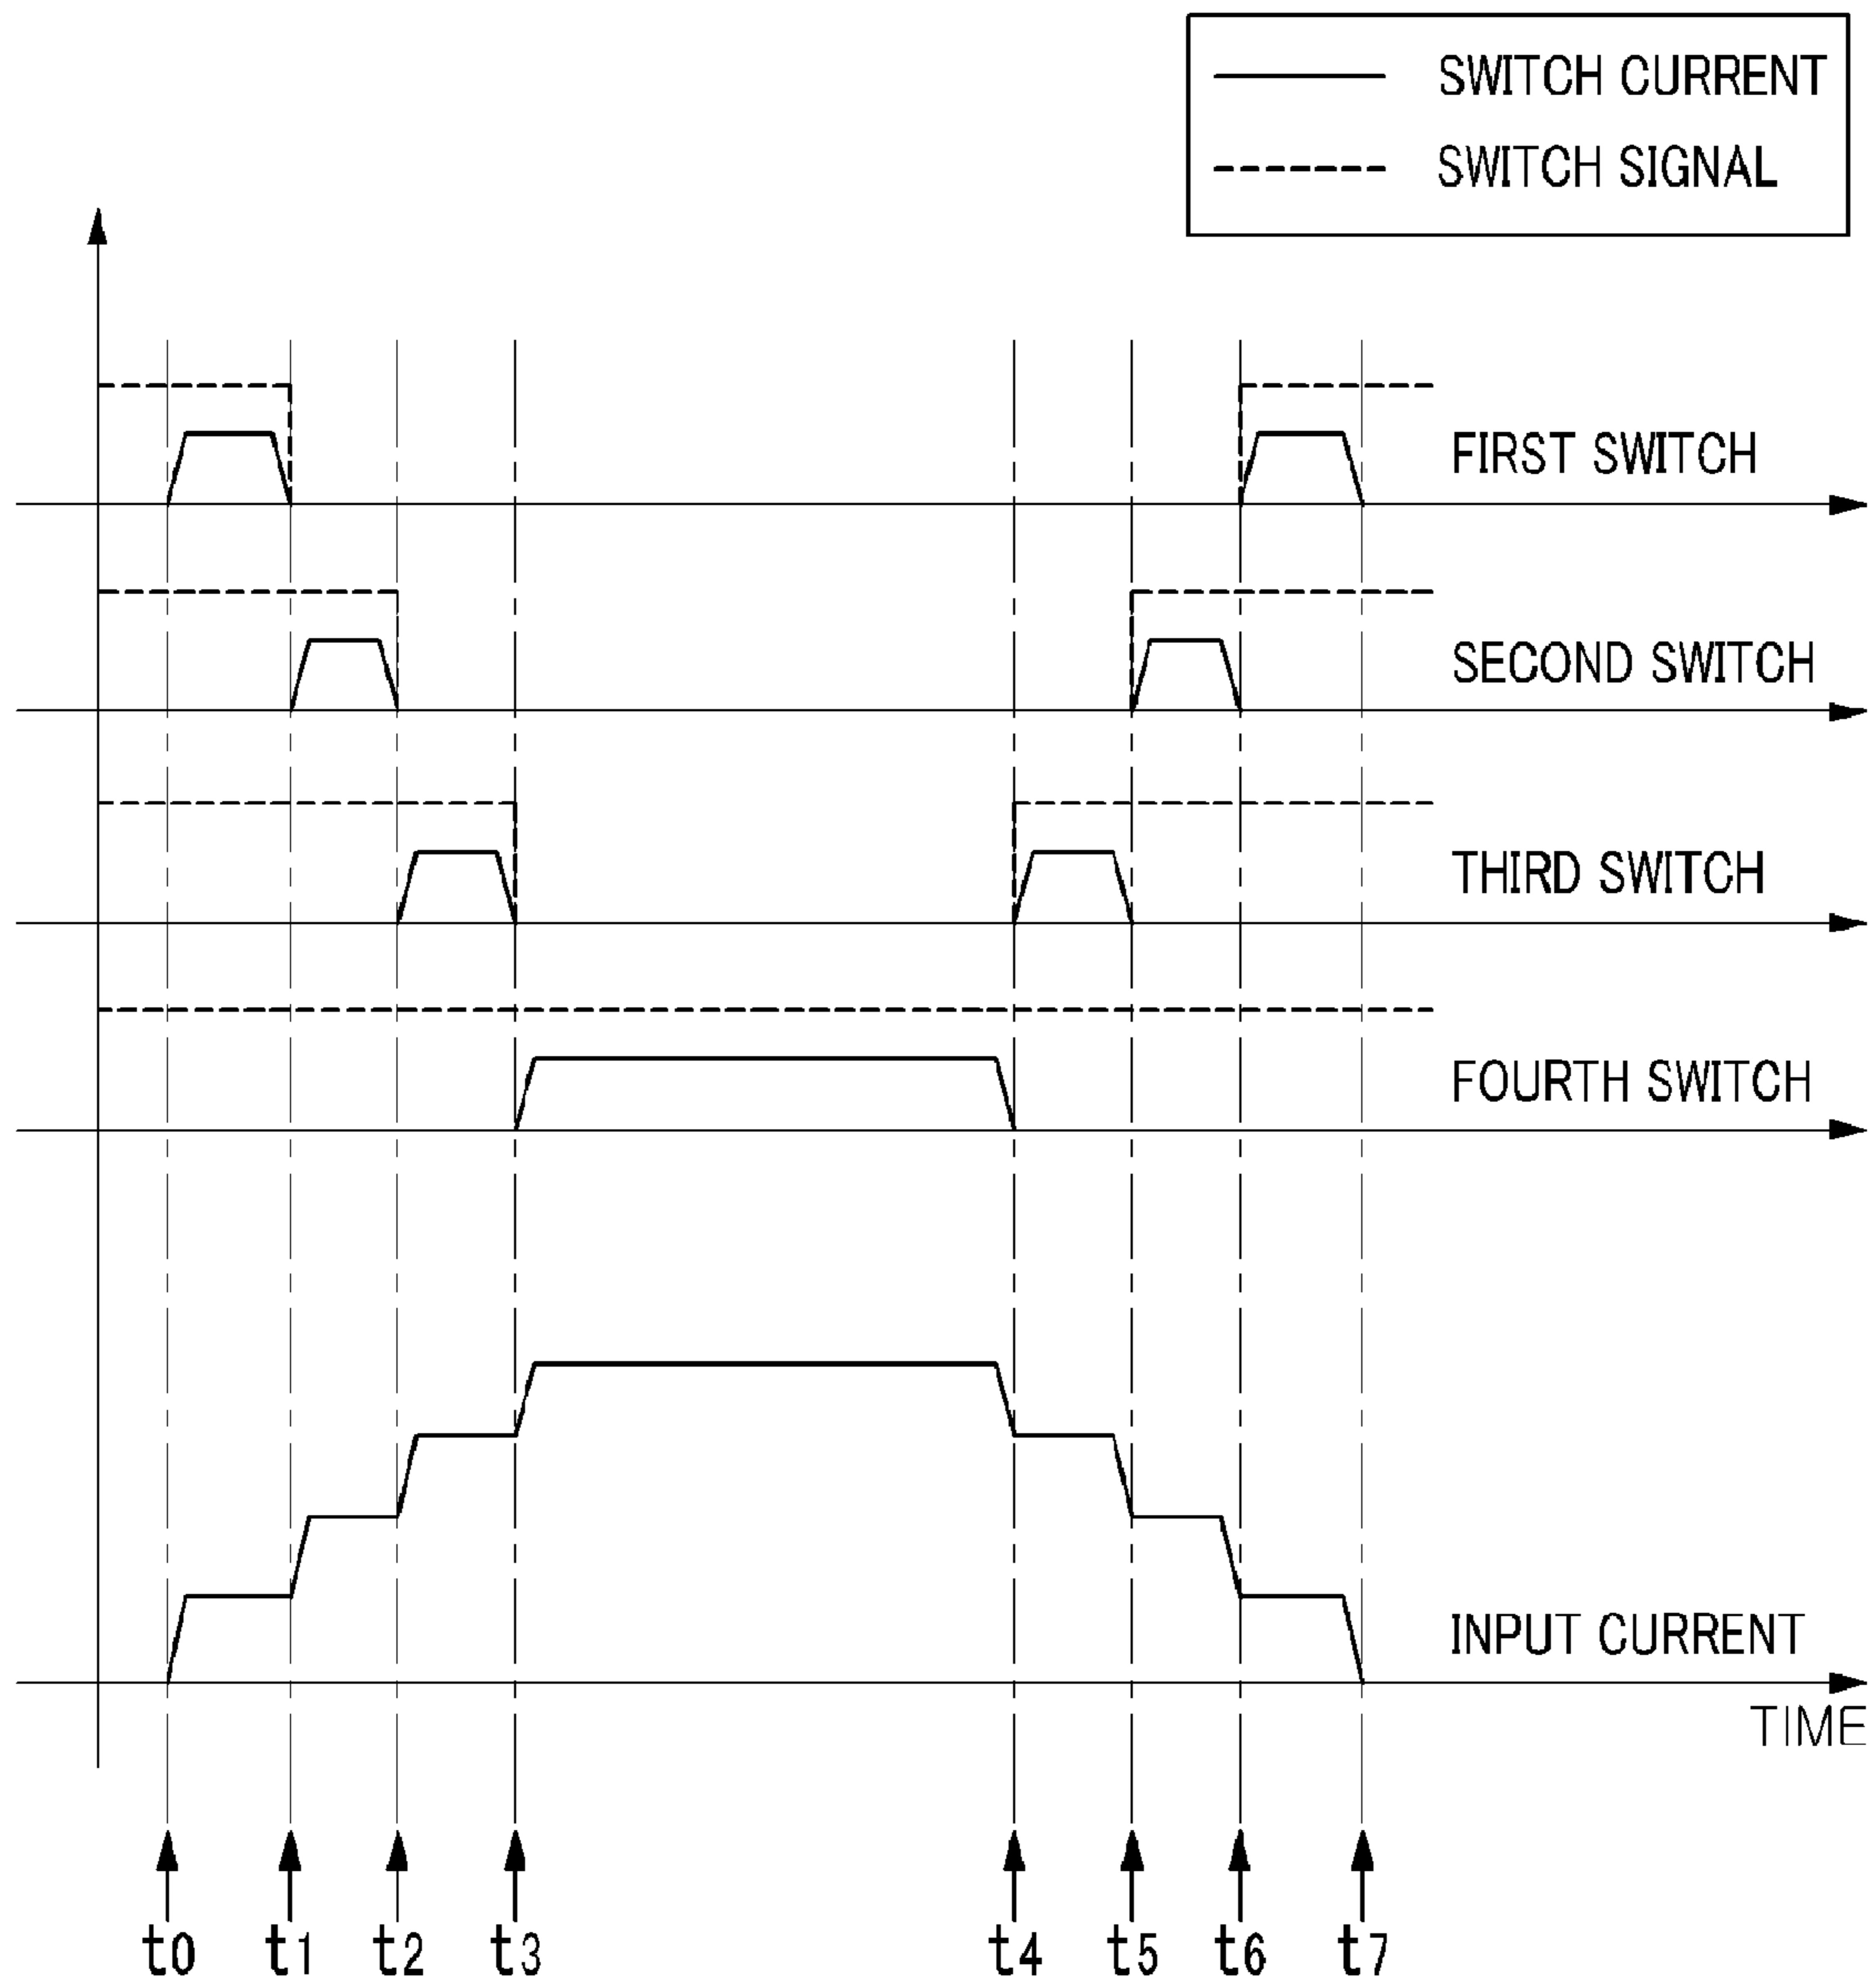 SWITCH CURRENT
SWITCH SIGNAL
FIRST SWITCH
SECOND SWITCH
THIRD SWITCH
FOURTH SWITCH
INPUT CURRENT
TIME
t0 t1 t2 t3 t4 t5 t6 t7